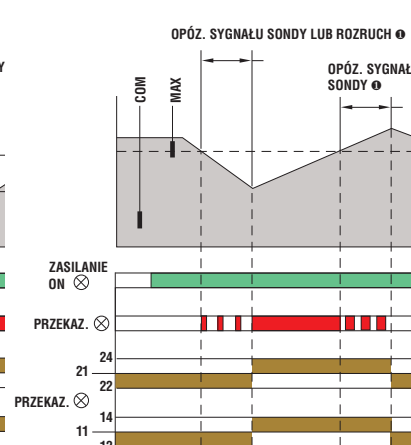 OPÓZ. SYGNAŁU SONDY LUB ROZRUCH ❶
OPÓZ. SYGNAŁ
SONDY ❶
COM
MAX
ZASILANIE
ON
PRZEKAZ.
24
21
22
PRZEKAZ.
14
11
12